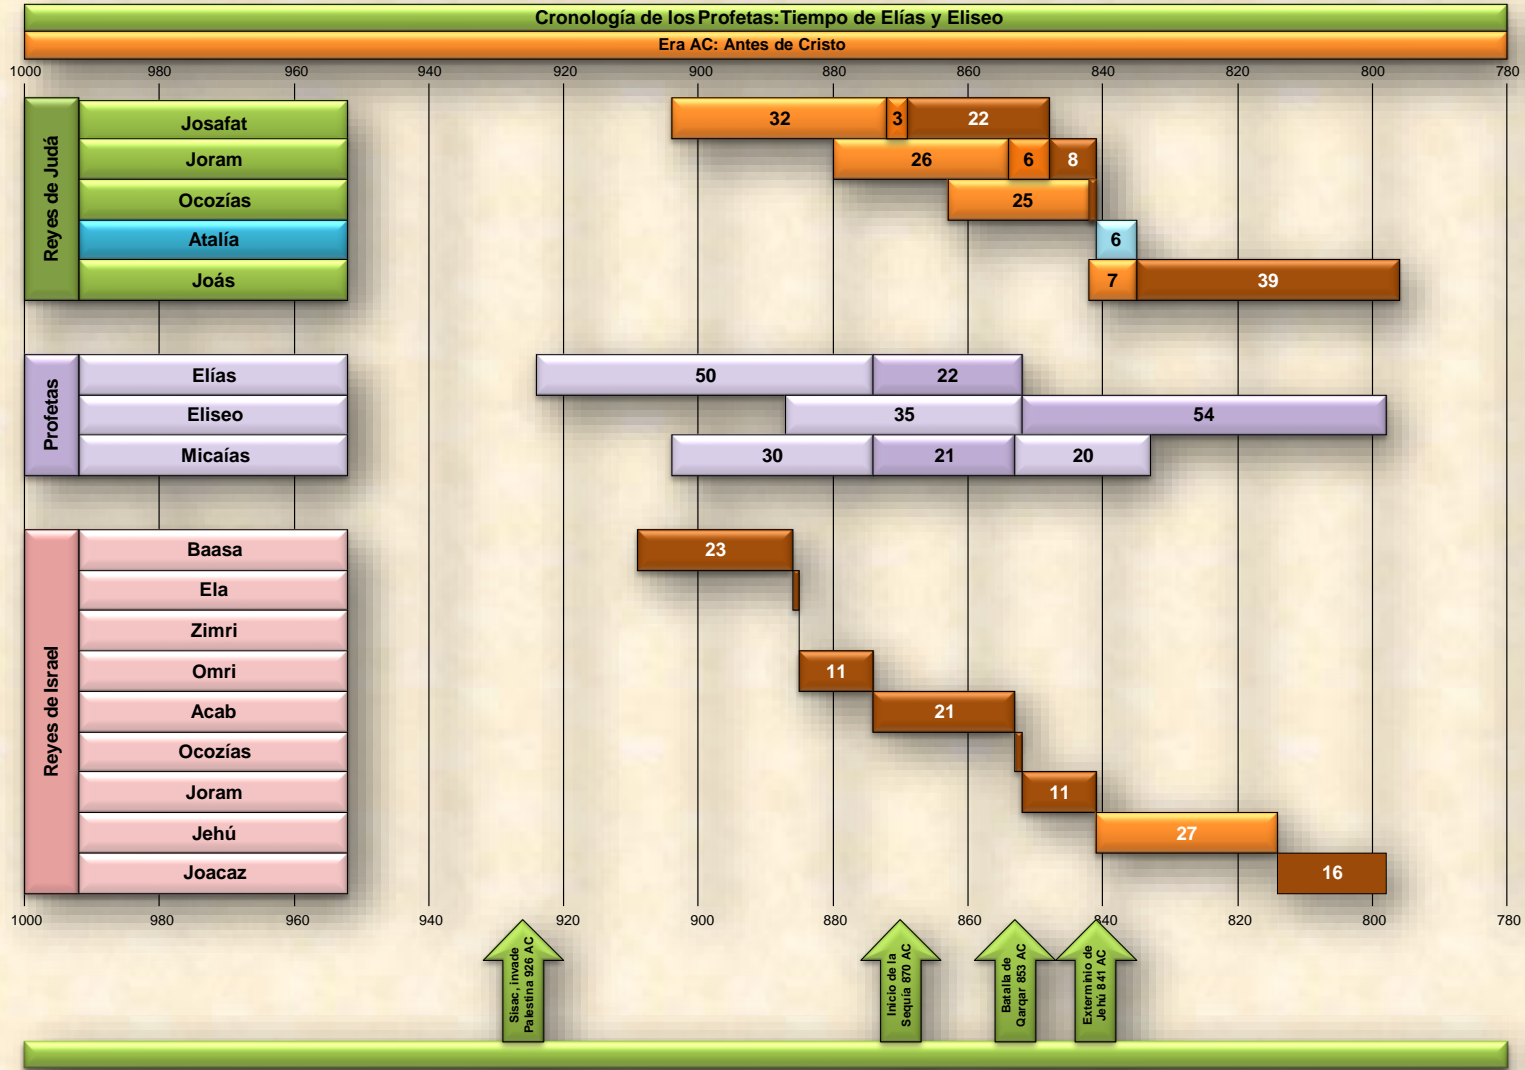 Cronología de los Profetas: Tiempo de Elías y Eliseo
Era AC: Antes de Cristo
1000 980 960 940 920 900 880 860 840 820 800 780
Reyes de Judá
Josafat 32 3 22
Joram 26 6 8
Ocozías 25
Atalía 6
Joás 7 39
Profetas
Elías 50 22
Eliseo 35 54
Micaías 30 21 20
Reyes de Israel
Baasa 23
Ela
Zimri
Omri 11
Acab 21
Ocozías
Joram 11
Jehú 27
Joacaz 16
1000 980 960 940 920 900 880 860 840 820 800 780
Sisac, invade
Palestina 926 AC
Inicio de la
Sequía 870 AC
Batalla de
Qarqar 853 AC
Exterminio de
Jehú 841 AC